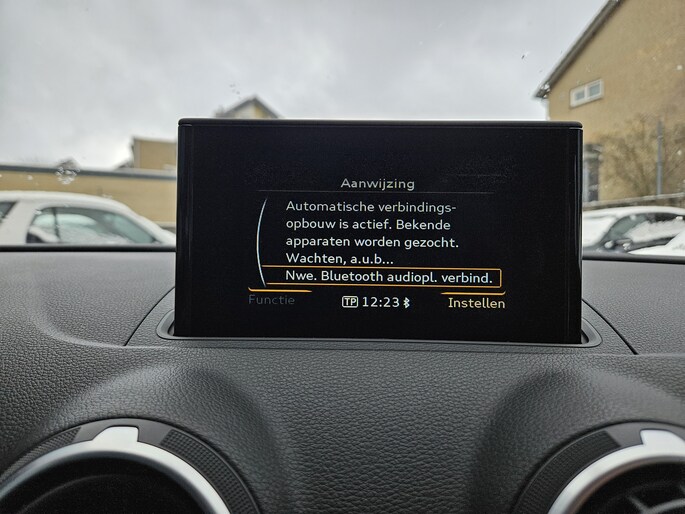 Aanwijzing
Automatische verbindings-
opbouw is actief. Bekende
apparaten worden gezocht.
Wachten, a.u.b...
Nwe. Bluetooth audiopl. verbind.
Functie TP 12:23 Instellen